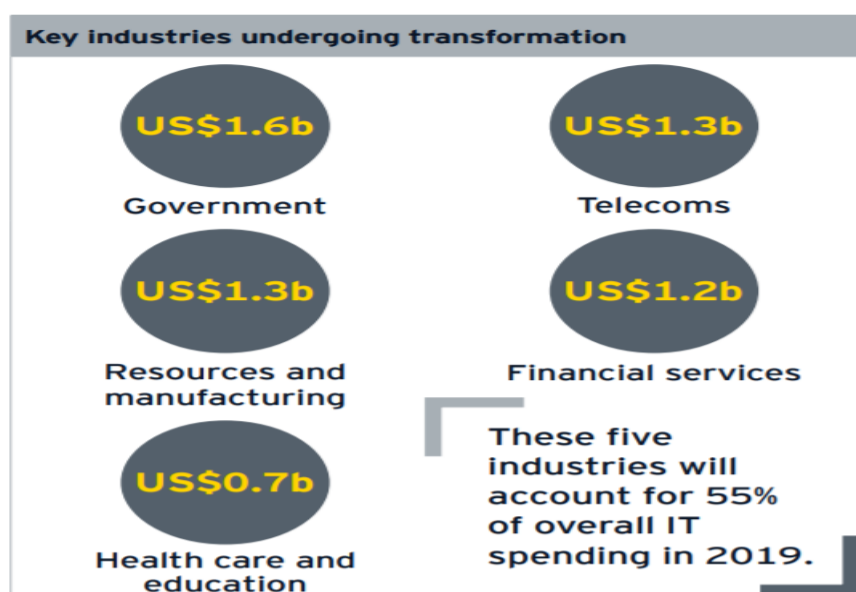 Key industries undergoing transformation
US$1.6b
Government
US$1.3b
Telecoms
US$1.3b
Resources and
manufacturing
US$1.2b
Financial services
US$0.7b
Health care and
education
These five
industries will
account for 55%
of overall IT
spending in 2019.